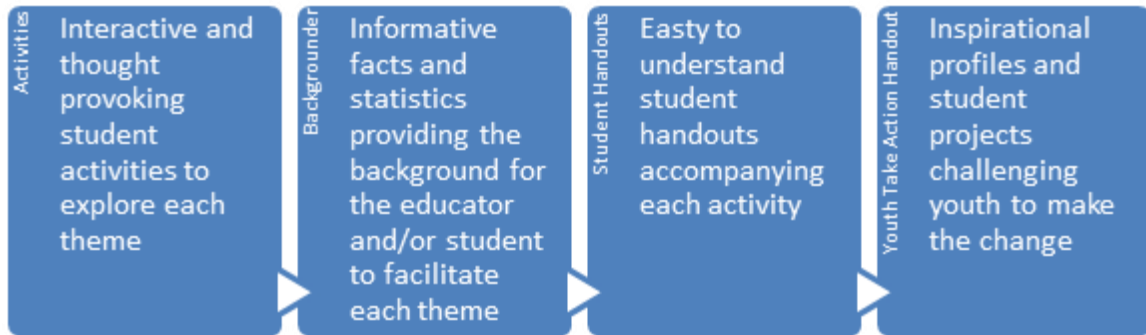 Activities
Interactive and
thought
provoking
student
activities to
explore each
theme
Backgrounder
Informative
facts and
statistics
providing the
background for
the educator
and/or student
to facilitate
each theme
Student Handouts
Easty to
understand
student
handouts
accompanying
each activity
Youth Take Action Handout
Inspirational
profiles and
student
projects
challenging
youth to make
the change